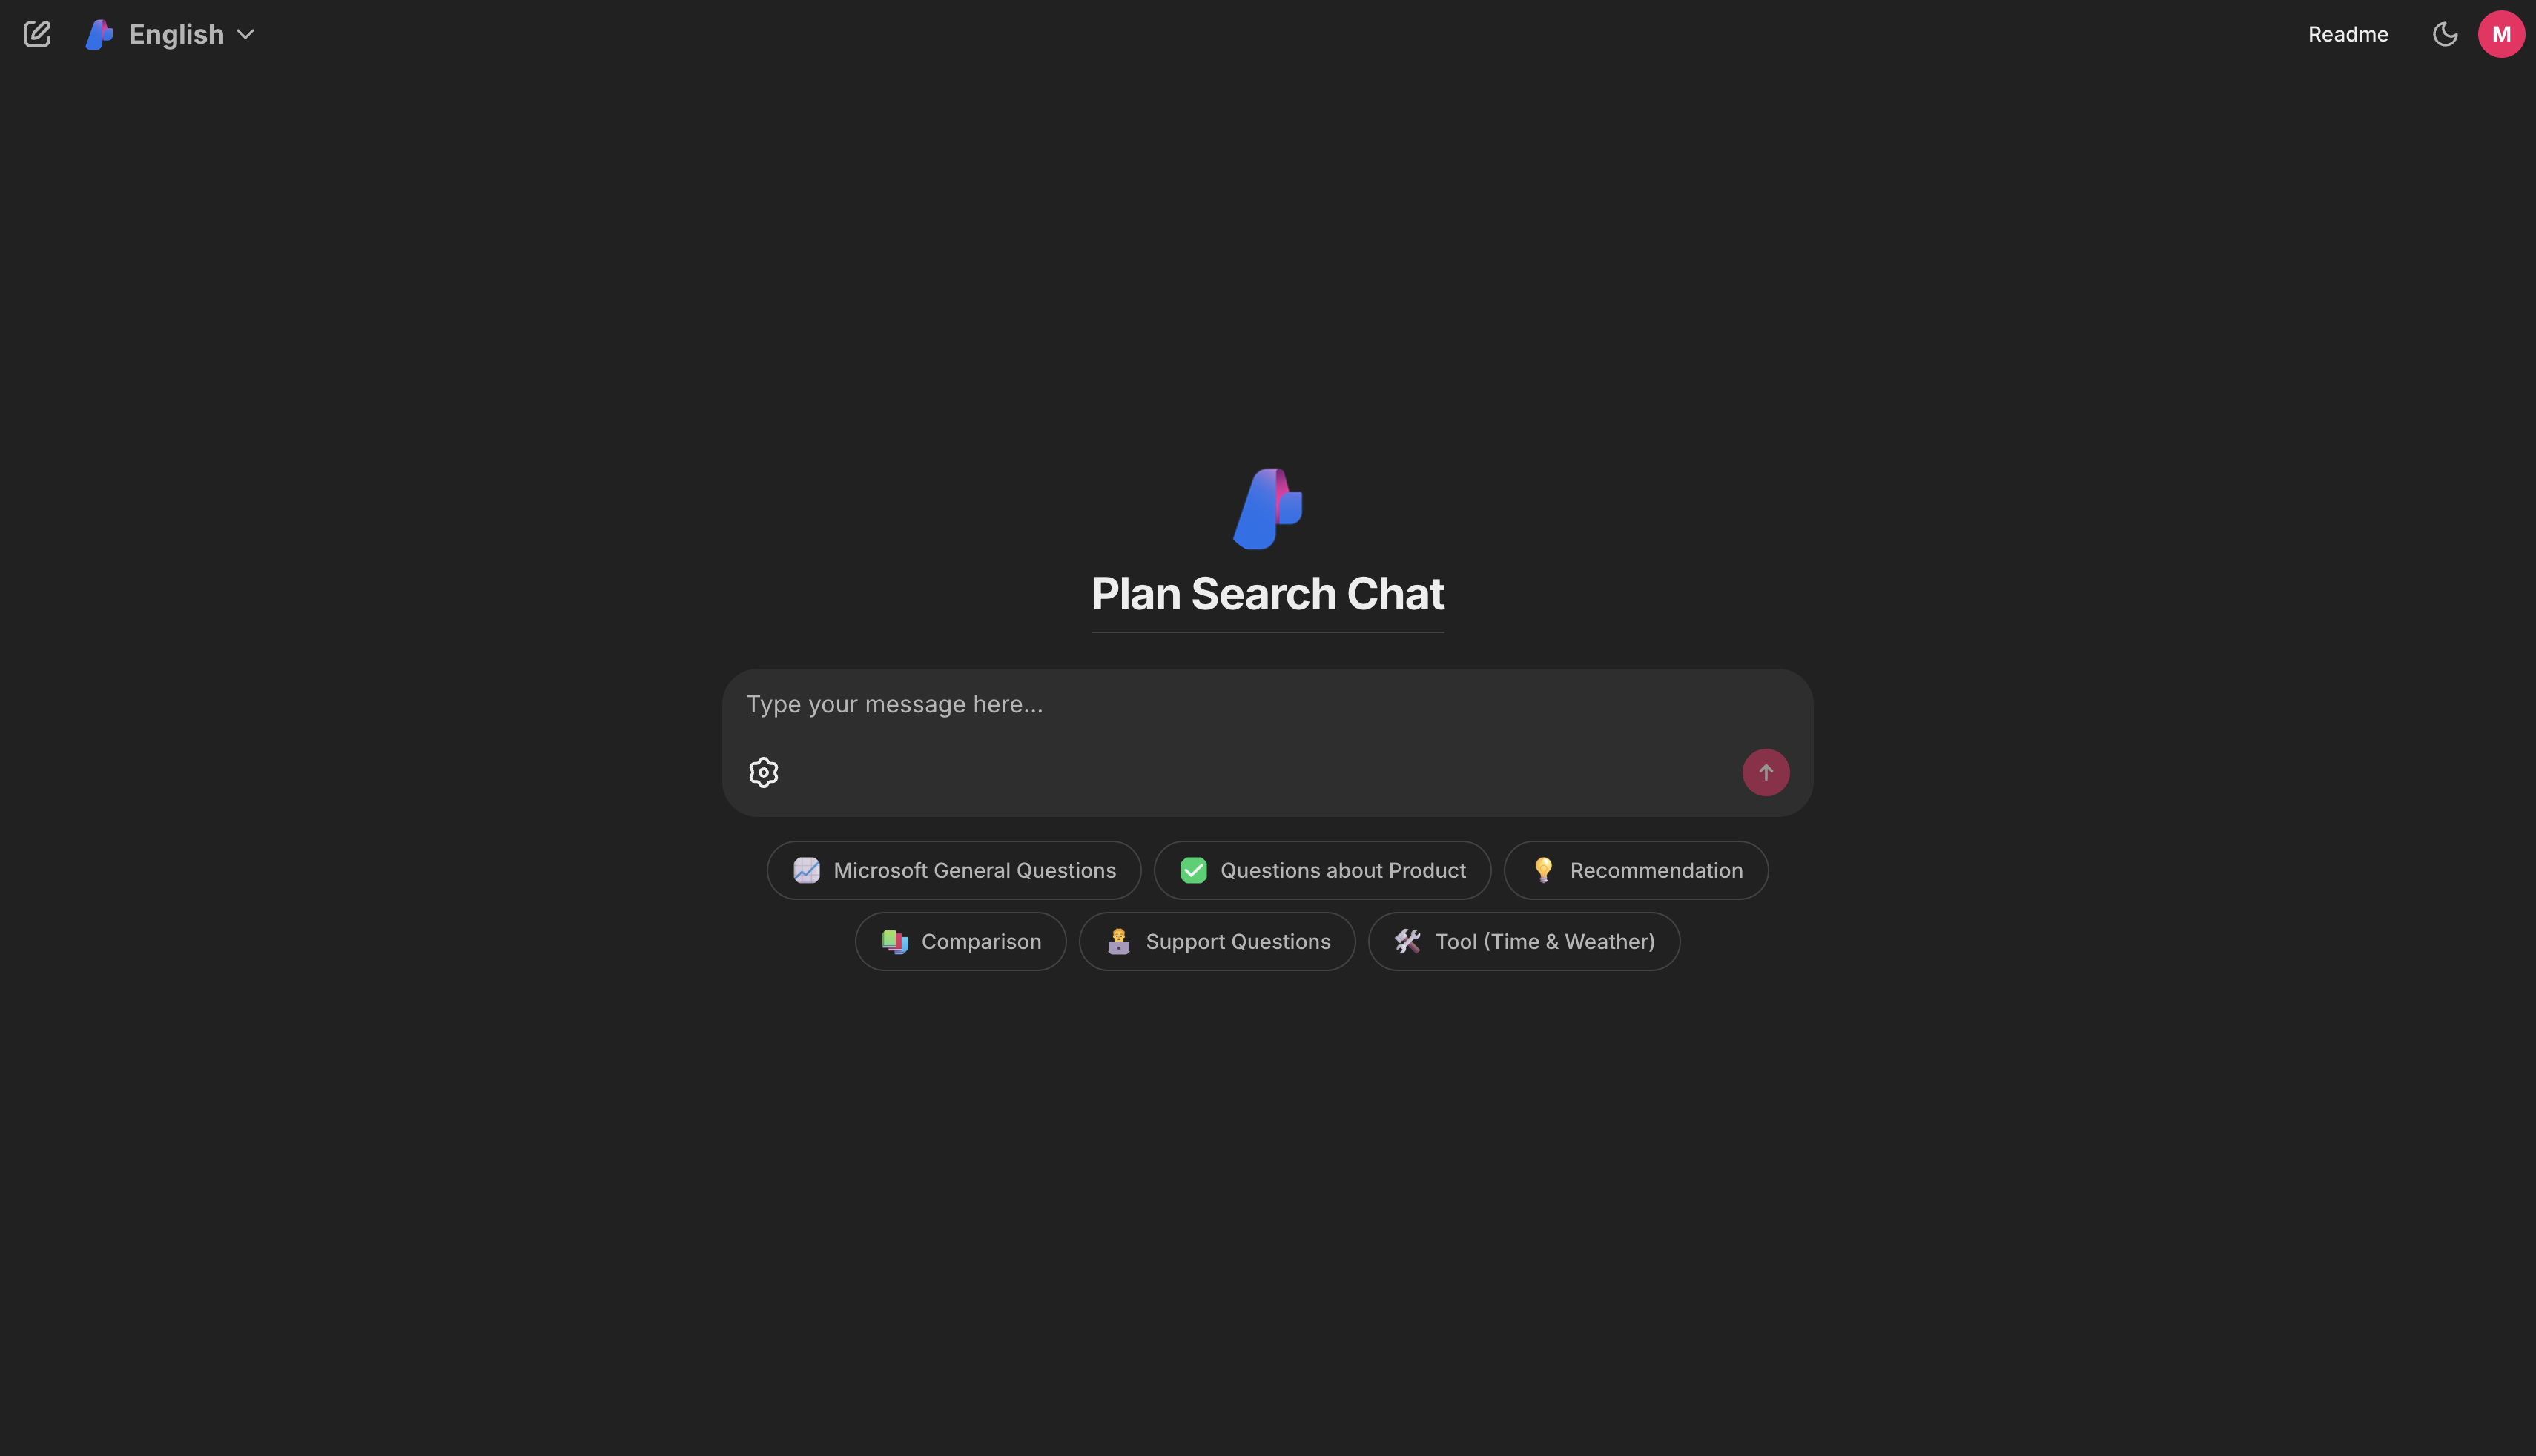 English
Readme
M
Plan Search Chat
Type your message here...
Microsoft General Questions
Questions about Product
Recommendation
Comparison
Support Questions
Tool (Time & Weather)